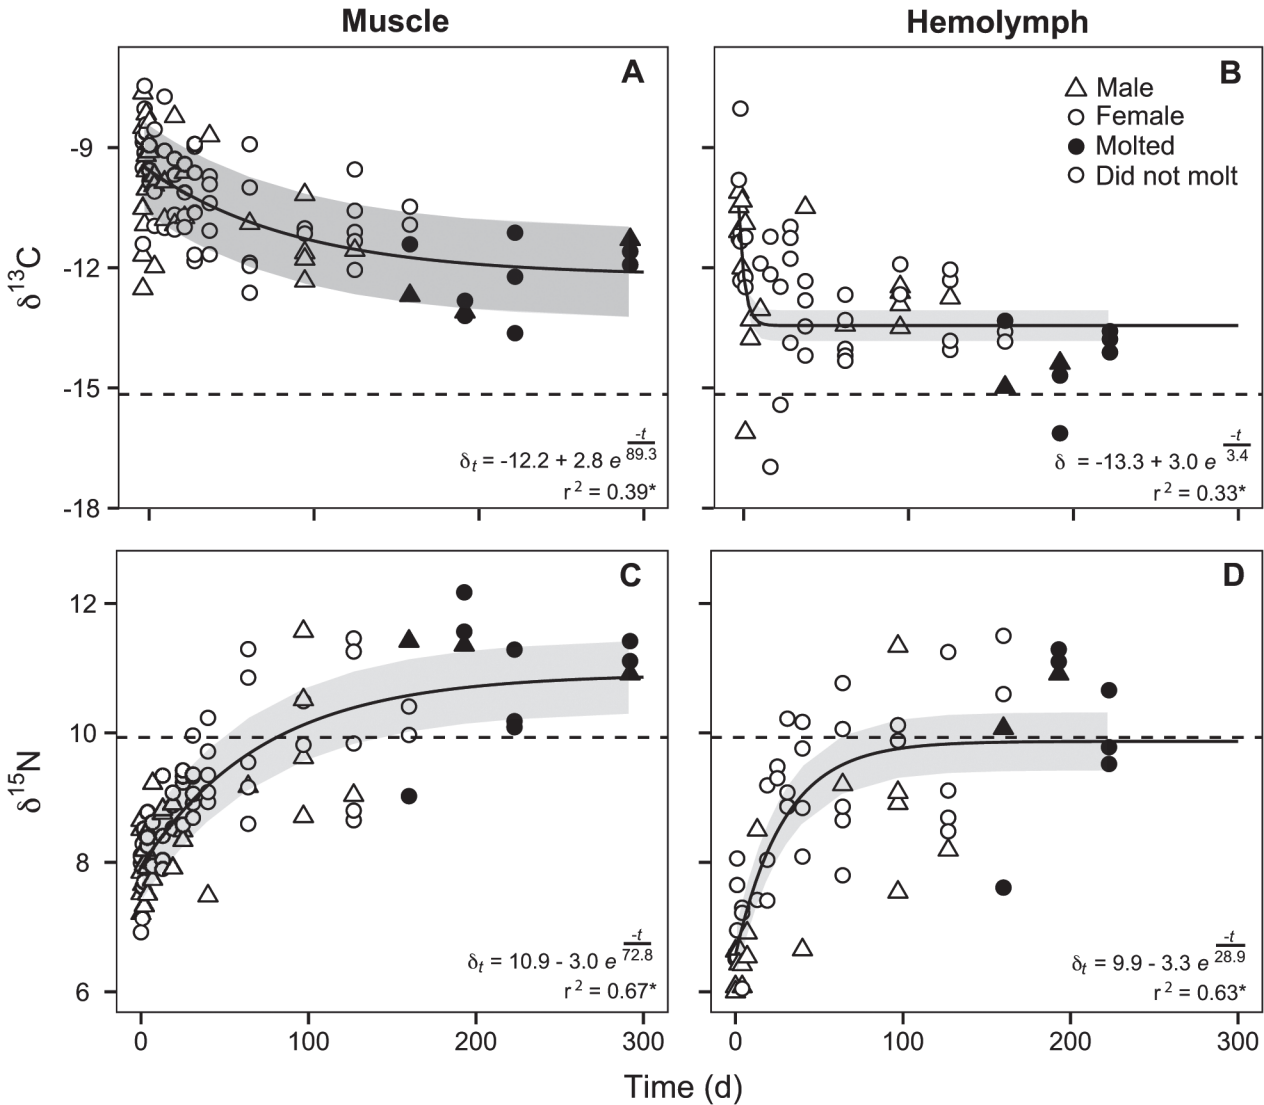 Muscle
Hemolymph
A
-9
-12
-15
-18
δ13C
δt = -12.2 + 2.8 e -t/89.3
r2 = 0.39*
B
Male
Female
Molted
Did not molt
δ = -13.3 + 3.0 e -t/3.4
r2 = 0.33*
C
12
10
8
6
δ15N
δt = 10.9 - 3.0 e -t/72.8
r2 = 0.67*
D
δt = 9.9 - 3.3 e -t/28.9
r2 = 0.63*
0 100 200 300
0 100 200 300
Time (d)